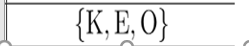 {K, E, O}